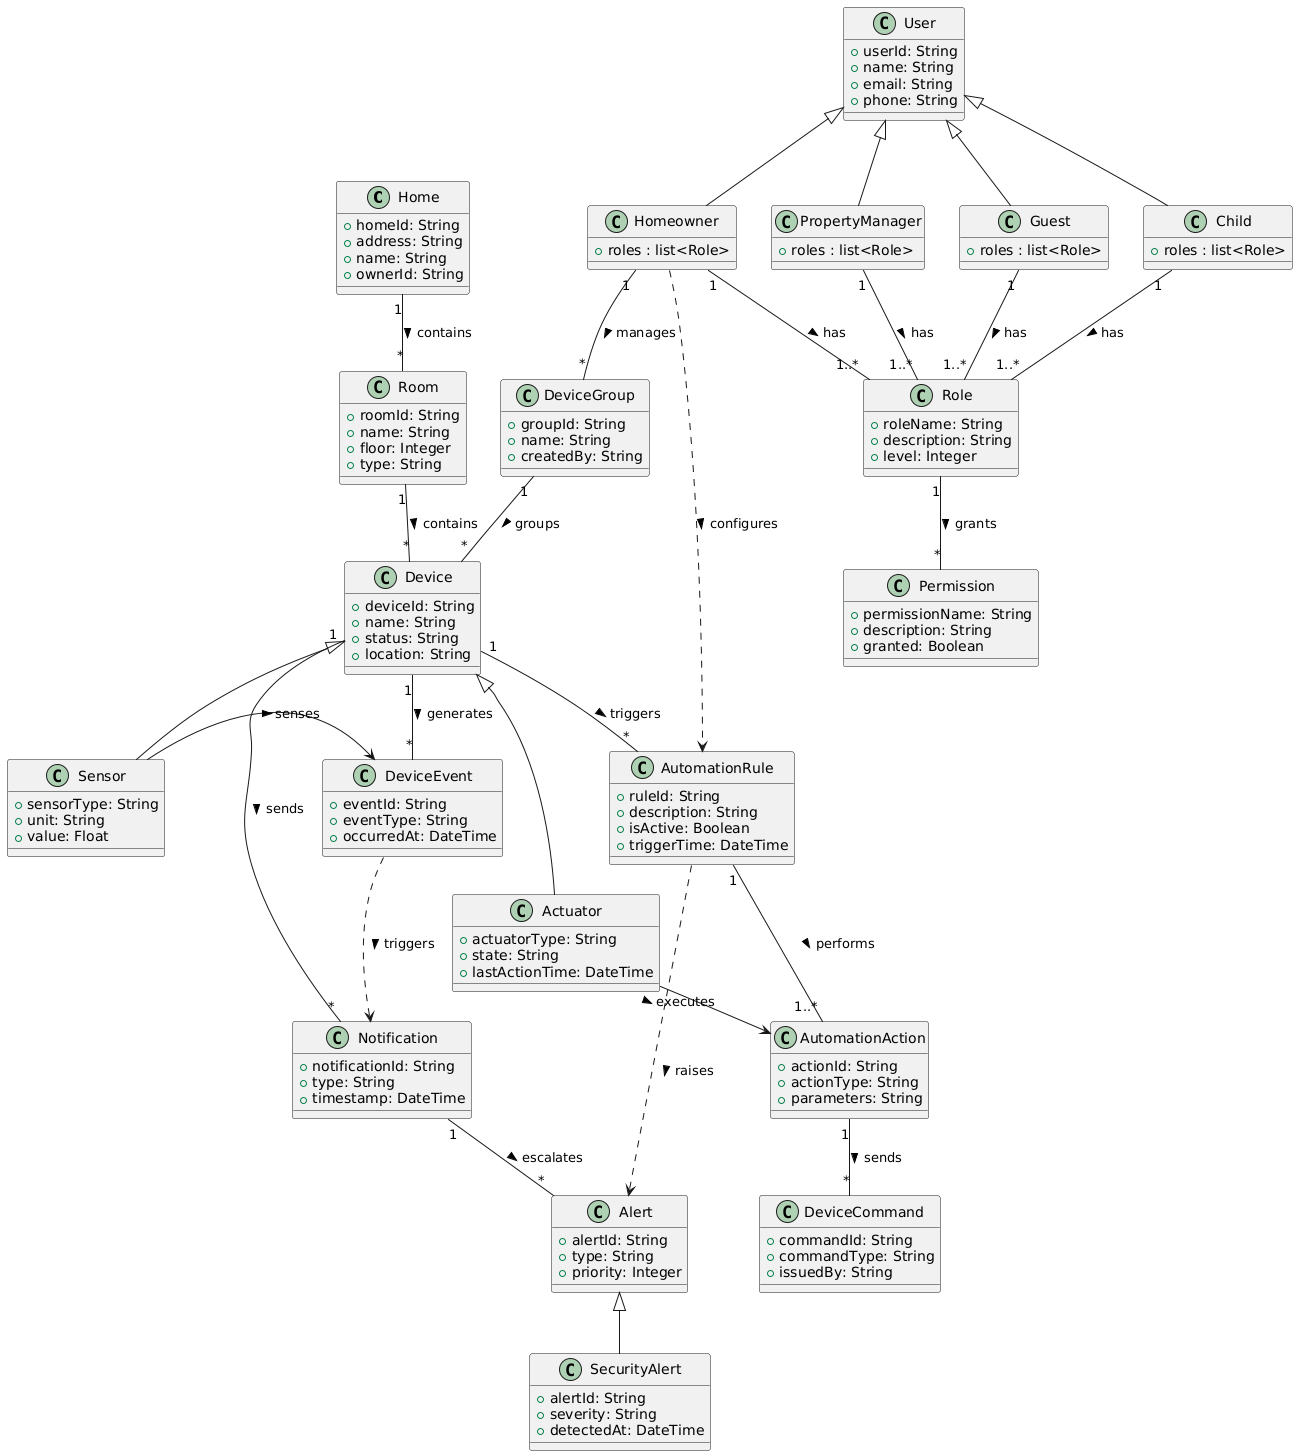 C User
userId: String
name: String
email: String
phone: String
C Home
homeId: String
address: String
name: String
ownerId: String
C Homeowner
roles : list<Role>
C PropertyManager
roles : list<Role>
C Guest
roles : list<Role>
C Child
roles : list<Role>
1
contains
*
1
manages
*
configures
1
has
1..*
1
has
1..*
1
has
1..*
1
has
1..*
C Room
roomId: String
name: String
floor: Integer
type: String
C DeviceGroup
groupId: String
name: String
createdBy: String
C Role
roleName: String
description: String
level: Integer
1
contains
*
1
groups
*
1
grants
*
C Device
deviceId: String
name: String
status: String
location: String
C Permission
permissionName: String
description: String
granted: Boolean
1
sends
*
senses
1
generates
*
1
triggers
*
C Sensor
sensorType: String
unit: String
value: Float
C DeviceEvent
eventId: String
eventType: String
occurredAt: DateTime
C AutomationRule
ruleId: String
description: String
isActive: Boolean
triggerTime: DateTime
triggers
C Actuator
actuatorType: String
state: String
lastActionTime: DateTime
executes
raises
1
performs
1..*
C Notification
notificationId: String
type: String
timestamp: DateTime
C AutomationAction
actionId: String
actionType: String
parameters: String
1
escalates
*
1
sends
*
C Alert
alertId: String
type: String
priority: Integer
C DeviceCommand
commandId: String
commandType: String
issuedBy: String
C SecurityAlert
alertId: String
severity: String
detectedAt: DateTime